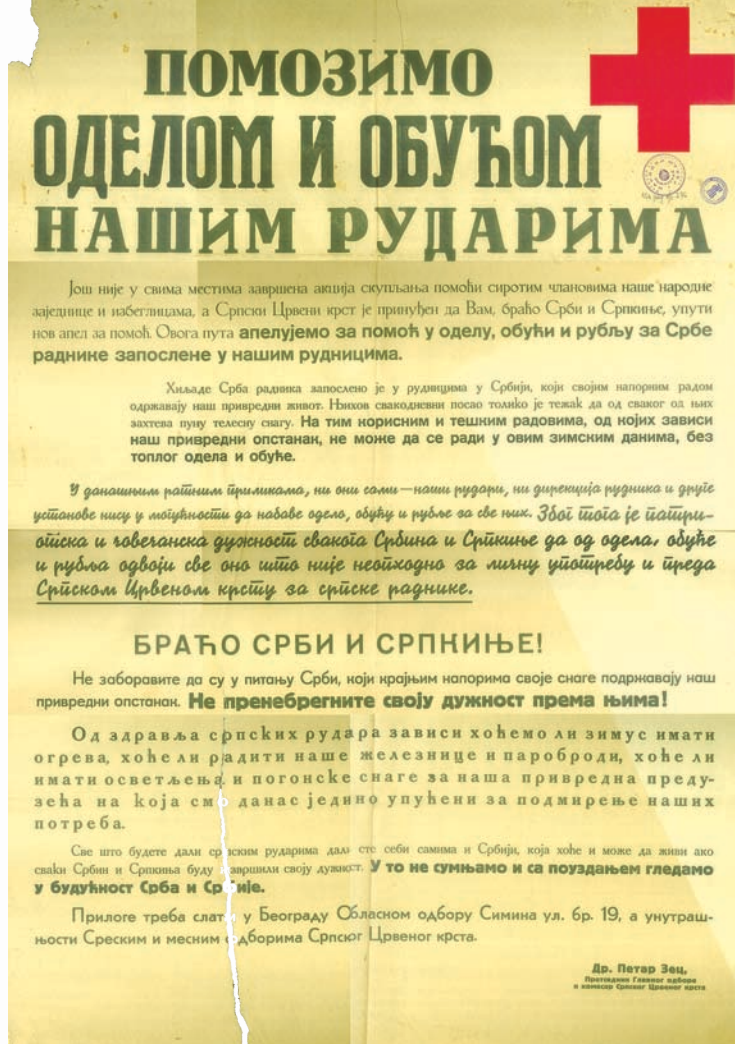 ПОМОЗИМО
ОДЕЛОМ И ОБУЋОМ
НАШИМ РУДАРИМА
Још није у свима местима завршена акција скупљања помоћи сиротим члановима наше народне
заједнице и избеглицама, а Српски Црвени крст је принуђен да Вам, браћо Срби и Српкиње, упути
нов апел за помоћ. Овога пута апелујемо за помоћ у оделу, обући и рубљу за Србе
раднике запослене у нашим рудницима.
Хиљаде Срба радника запослено је у рудницима у Србији, који својим напорним радом
одржавају наш привредни живот. Њихов свакодневни посао толико је тежак да од сваког од њих
захтева пуну телесну снагу. На тим корисним и тешким радовима, од којих зависи
наш привредни опстанак, не може да се ради у овим зимским данима, без
топлог одела и обуће.
У данашњим ратним приликама, ни они сами — наши рудари, ни дирекција рудника и друге
установе нису у могућности да набаве одело, обућу и рубље за све њих. Због тога је патри-
отска и човечанска дужност свакога Србина и Српкиње да од одела, обуће
и рубља одвоји све оно што није неопходно за личну употребу и преда
Српском Црвеном крсту за српске раднике.
БРАЋО СРБИ И СРПКИЊЕ!
Не заборавите да су у питању Срби, који крајњим напорима своје снаге подржавају наш
привредни опстанак. Не пренебрегните своју дужност према њима!
Од здравља српских рудара зависи хоћемо ли зимус имати
огрева, хоће ли радити наше железнице и пароброди, хоће ли
имати осветљења и погонске снаге за наша привредна преду-
зећа на која смо данас једино упућени за подмирење наших
потреба.
Све што будете дали српским рударима дали сте себи самима и Србији, која хоће и може да живи ако
сваки Србин и Српкиња буду извршили своју дужност. У то не сумњамо и са поуздањем гледамо
у будућност Срба и Србије.
Прилоге треба слати у Београду Обласном одбору Симина ул. бр. 19, а унутраш-
њости Среским и месним одборима Српског Црвеног крста.
Др. Петар Зец,
Претседник Главног одбора
и комесар Српског Црвеног крста